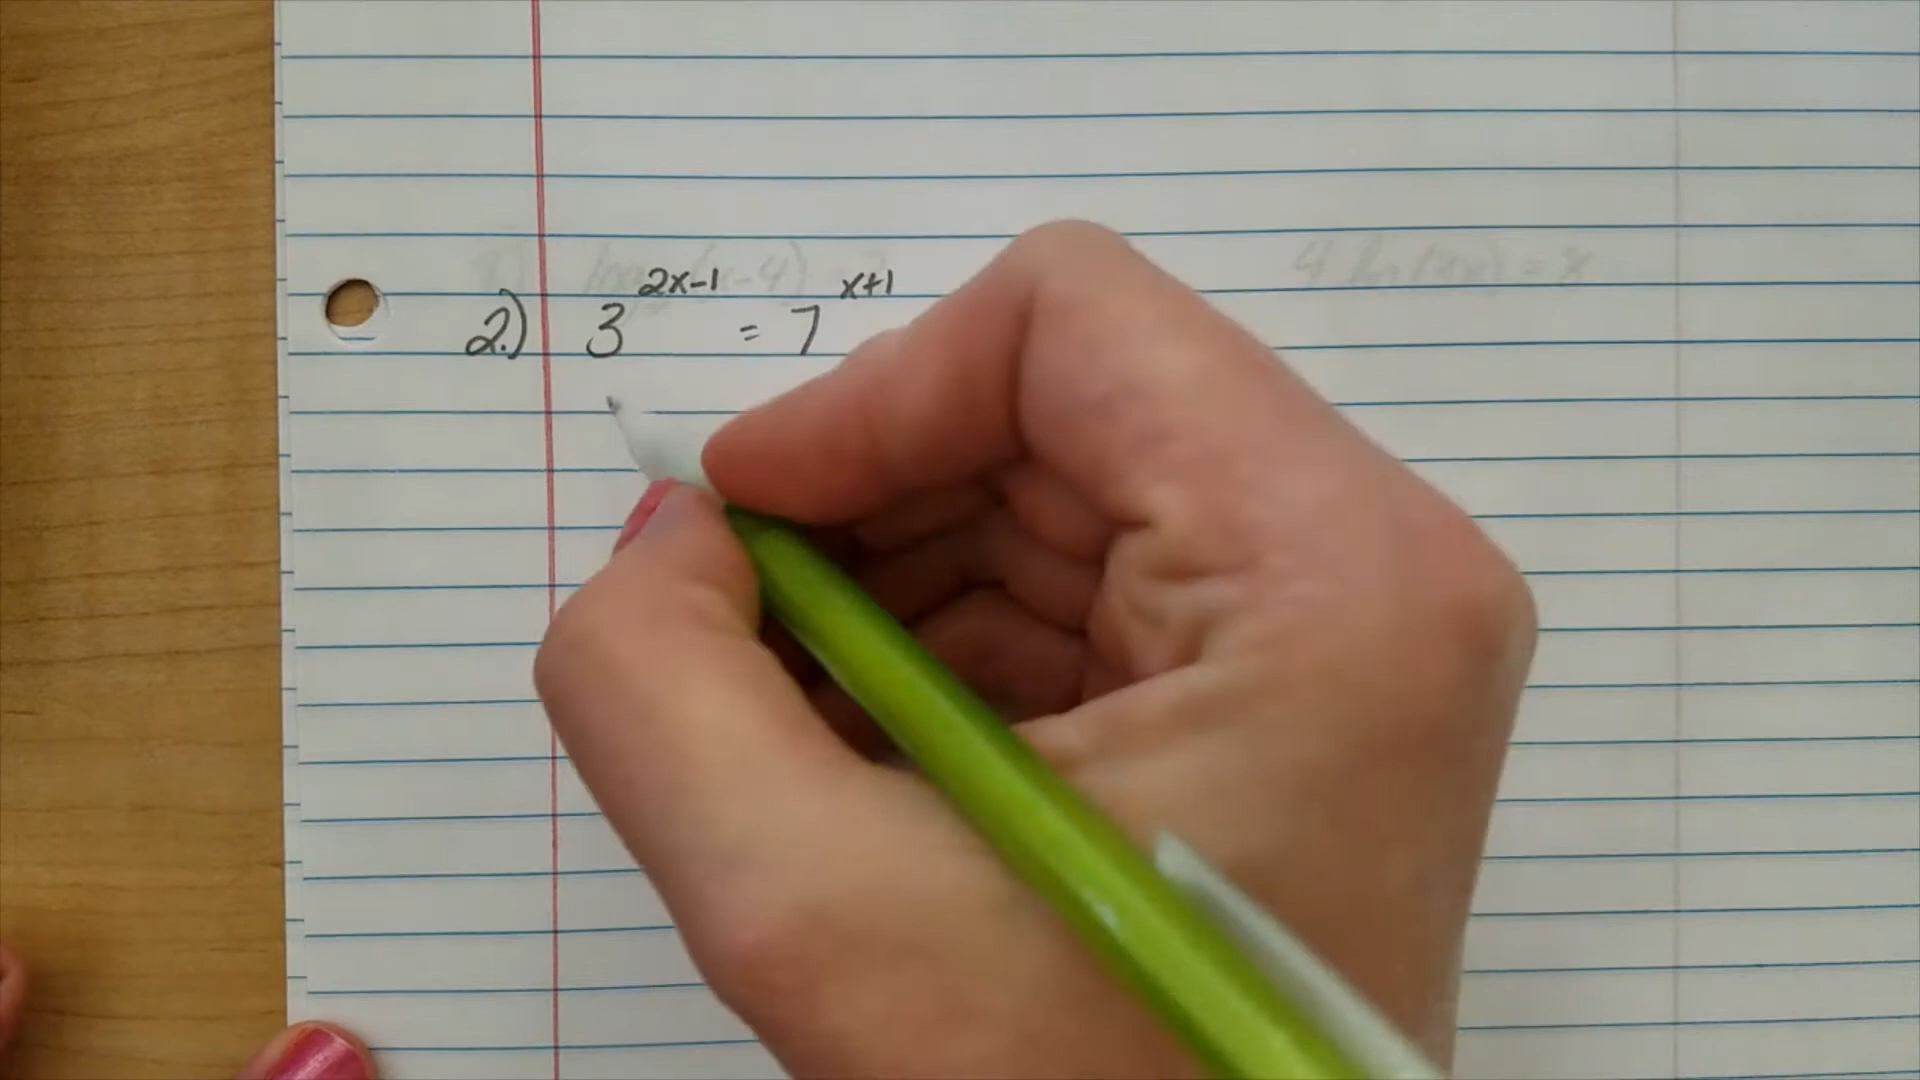 2.) 3^{2x-1} = 7^{x+1}